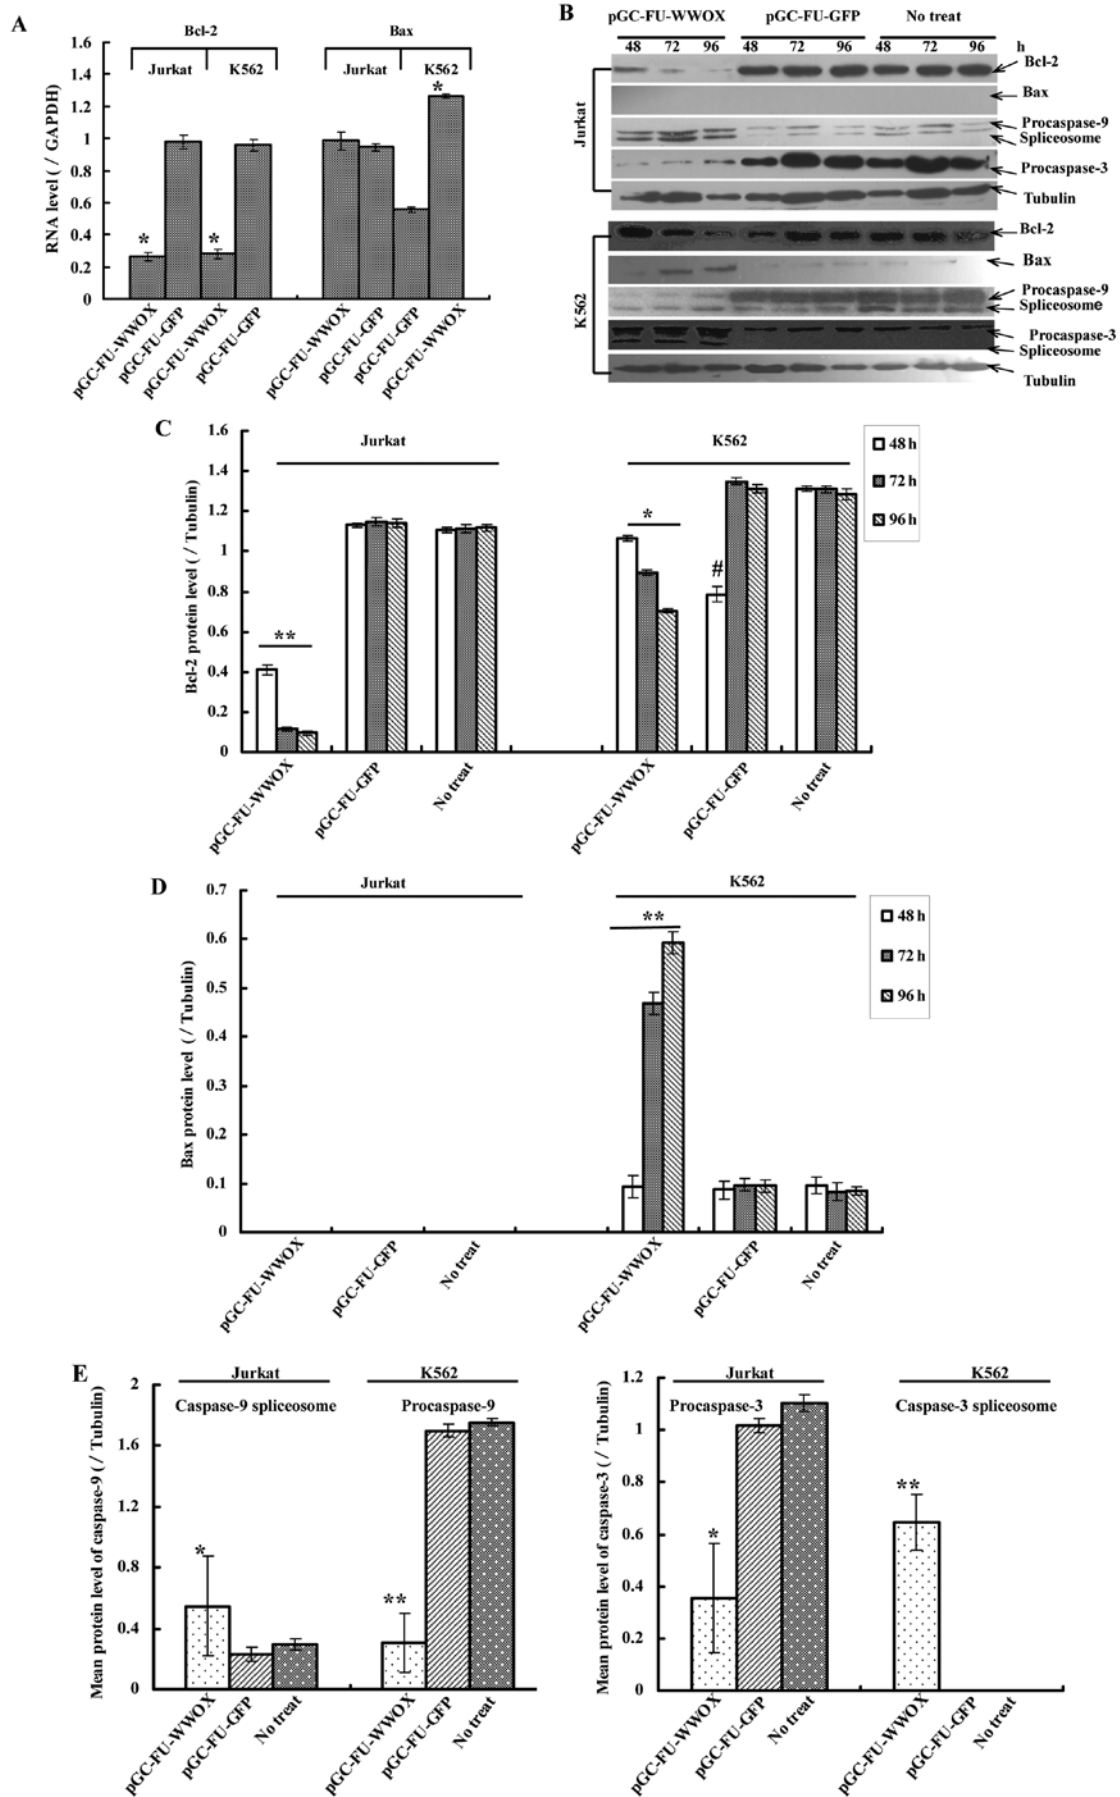 A
Bcl-2 Bax
Jurkat K562 Jurkat K562
RNA level ( / GAPDH)
1.6
1.4
1.2
1
0.8
0.6
0.4
0.2
0
* * *
pGC-FU-WWOX
pGC-FU-GFP
pGC-FU-WWOX
pGC-FU-GFP
pGC-FU-WWOX
pGC-FU-GFP
pGC-FU-GFP
pGC-FU-WWOX
B
pGC-FU-WWOX pGC-FU-GFP No treat
48 72 96 48 72 96 48 72 96 h
Jurkat
Bcl-2
Bax
Procaspase-9
Spliceosome
Procaspase-3
Tubulin
K562
Bcl-2
Bax
Procaspase-9
Spliceosome
Procaspase-3
Spliceosome
Tubulin
C
Jurkat K562
Bcl-2 protein level ( / Tubulin)
1.6
1.4
1.2
1
0.8
0.6
0.4
0.2
0
** * #
48 h
72 h
96 h
pGC-FU-WWOX
pGC-FU-GFP
No treat
pGC-FU-WWOX
pGC-FU-GFP
No treat
D
Jurkat K562
Bax protein level ( / Tubulin)
0.7
0.6
0.5
0.4
0.3
0.2
0.1
0
**
48 h
72 h
96 h
pGC-FU-WWOX
pGC-FU-GFP
No treat
pGC-FU-WWOX
pGC-FU-GFP
No treat
E
Jurkat K562
Caspase-9 spliceosome Procaspase-9
Mean protein level of caspase-9 ( / Tubulin)
2
1.6
1.2
0.8
0.4
0
* **
pGC-FU-WWOX
pGC-FU-GFP
No treat
pGC-FU-WWOX
pGC-FU-GFP
No treat
Jurkat K562
Procaspase-3 Caspase-3 spliceosome
Mean protein level of caspase-3 ( / Tubulin)
1.2
1
0.8
0.6
0.4
0.2
0
* **
pGC-FU-WWOX
pGC-FU-GFP
No treat
pGC-FU-WWOX
pGC-FU-GFP
No treat